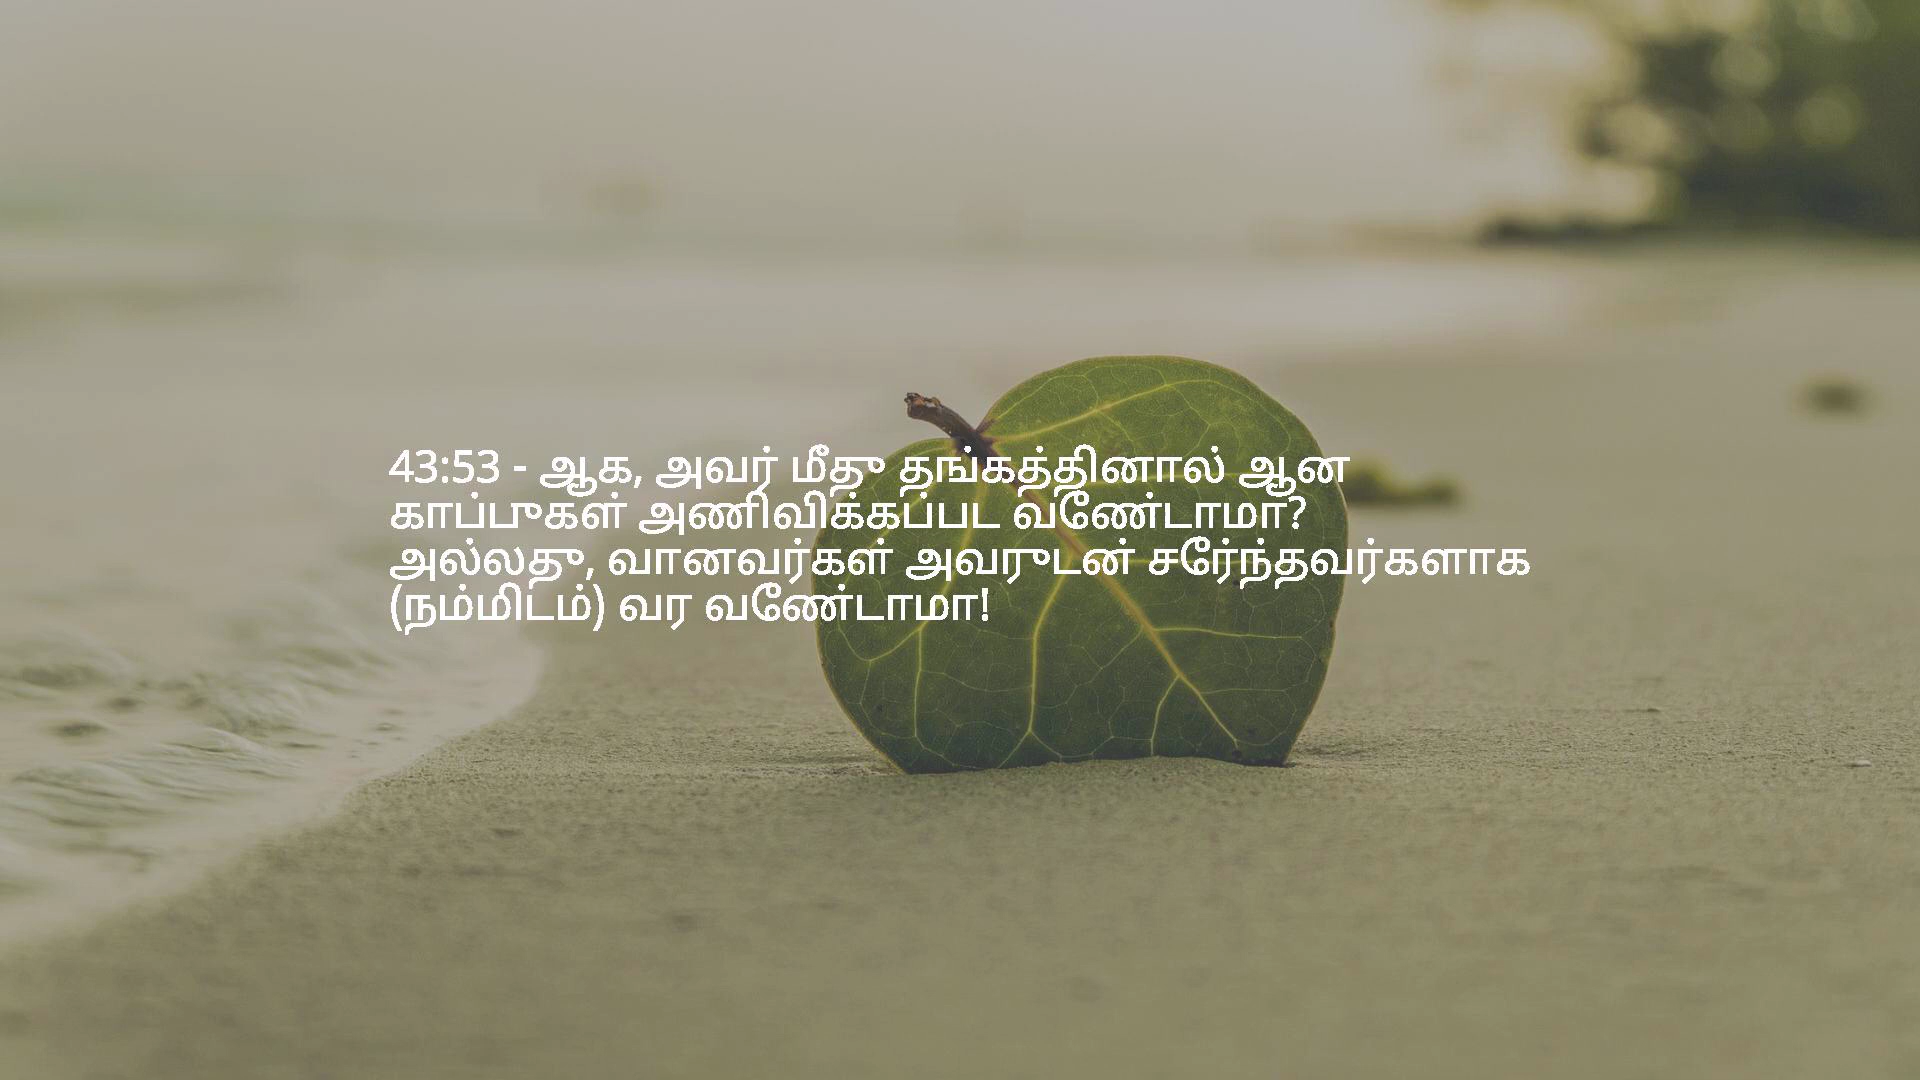 43:53 - ஆக, அவர் மீது தங்கத்தினால் ஆன
காப்புகள் அணிவிக்கப்பட வேண்டாமா?
அல்லது, வானவர்கள் அவருடன் சேர்ந்தவர்களாக
(நம்மிடம்) வர வேண்டாமா!